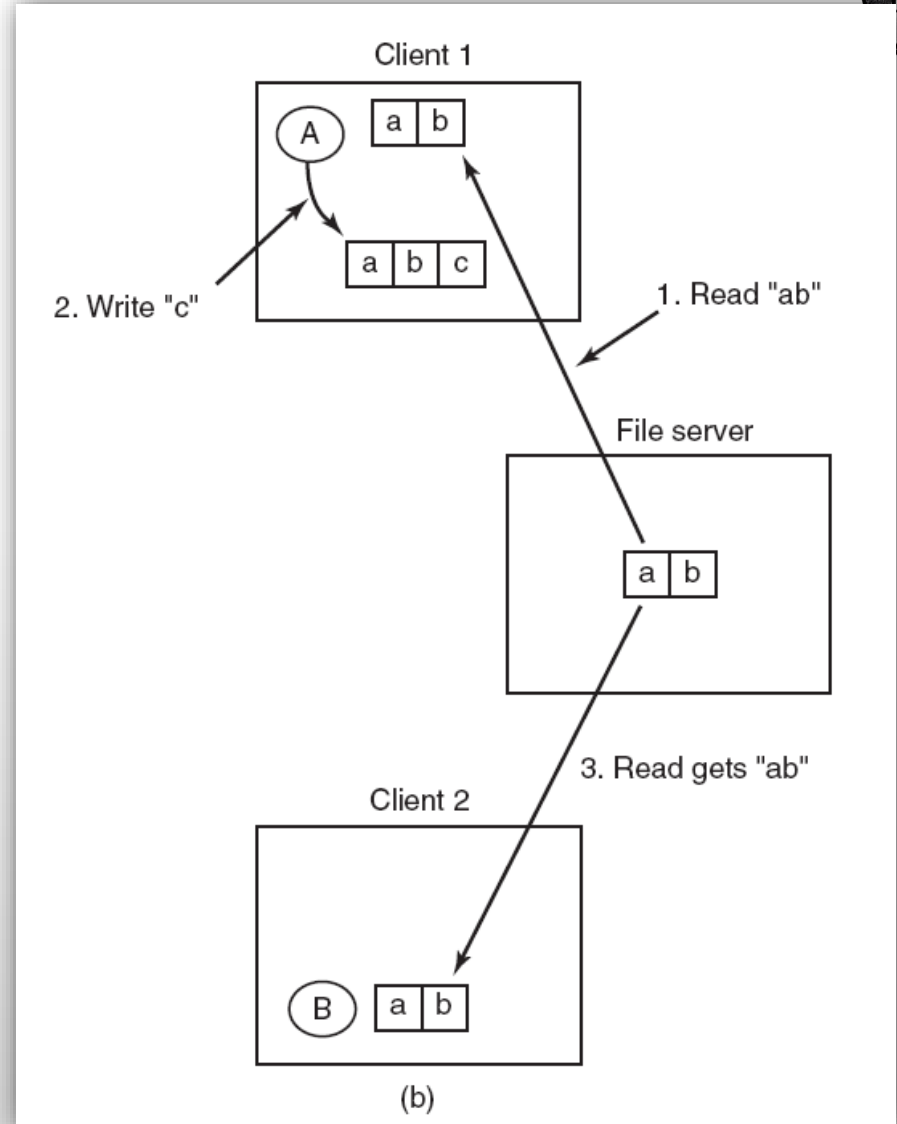 Client 1
A
a b
a b c
2. Write "c"
1. Read "ab"
File server
a b
3. Read gets "ab"
Client 2
B
a b
(b)